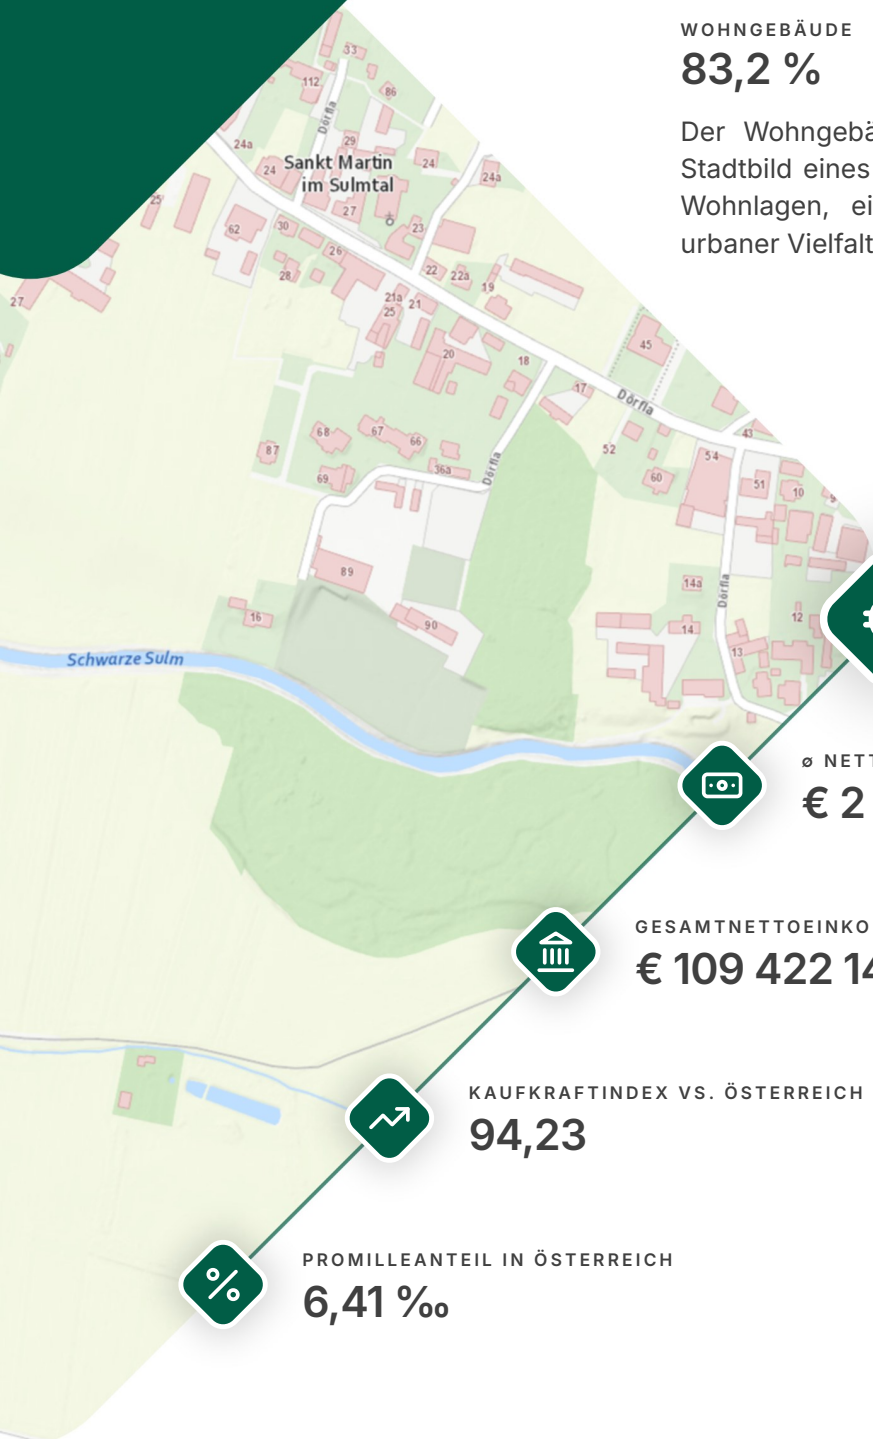 WOHNGEBÄUDE
83,2 %
Der Wohngebä
Stadtbild eines
Wohnlagen, ei
urbaner Vielfalt
33
112
86
Dörfla
24a
29
24
Sankt Martin
im Sulmtal
24
24a
25
27
62
30
23
26
28
22
22a
19
27
21a
21
25
45
20
18
17
Dörfla
68
67
66
43
87
52
54
69
36a
Dörfla
60
51
10
89
14a
Dörfla
16
90
12
14
13
Schwarze Sulm
ø NETT
€ 2
GESAMTNETTOEINKO
€ 109 422 14
KAUFKRAFTINDEX VS. ÖSTERREICH
94,23
PROMILLEANTEIL IN ÖSTERREICH
6,41 ‰